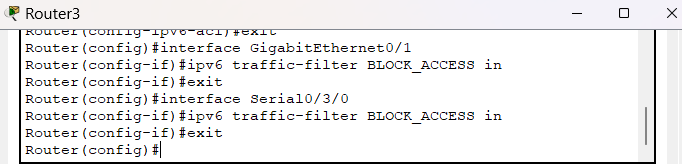 Router3
Router(config-ipv6-acl)#exit
Router(config)#interface GigabitEthernet0/1
Router(config-if)#ipv6 traffic-filter BLOCK_ACCESS in
Router(config-if)#exit
Router(config)#interface Serial0/3/0
Router(config-if)#ipv6 traffic-filter BLOCK_ACCESS in
Router(config-if)#exit
Router(config)#